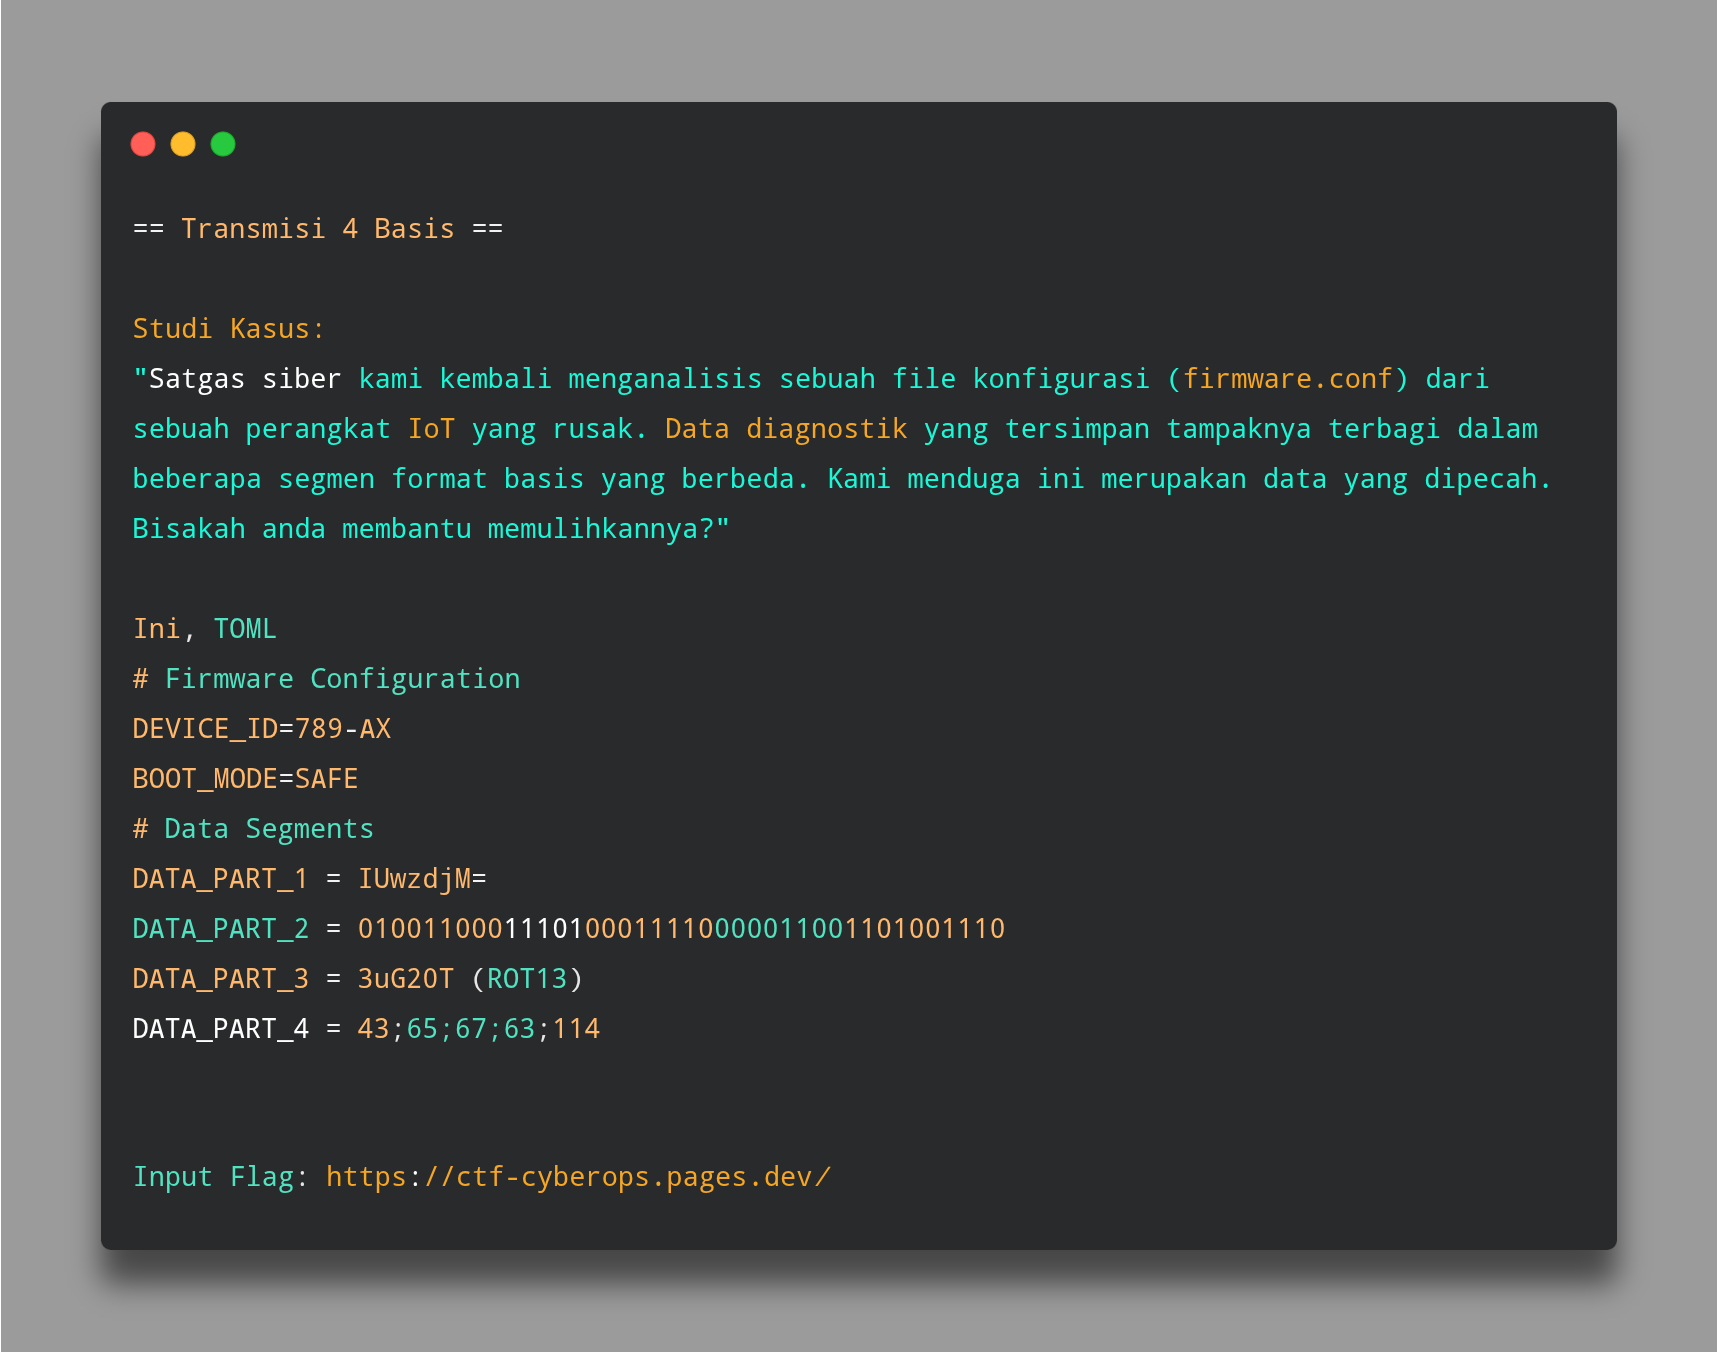 == Transmisi 4 Basis ==
Studi Kasus:
"Satgas siber kami kembali menganalisis sebuah file konfigurasi (firmware.conf) dari
sebuah perangkat IoT yang rusak. Data diagnostik yang tersimpan tampaknya terbagi dalam
beberapa segmen format basis yang berbeda. Kami menduga ini merupakan data yang dipecah.
Bisakah anda membantu memulihkannya?"
Ini, TOML
# Firmware Configuration
DEVICE_ID=789-AX
BOOT_MODE=SAFE
# Data Segments
DATA_PART_1 = IUwzdjM=
DATA_PART_2 = 0100110001110100011110000011001101001110
DATA_PART_3 = 3uG20T (ROT13)
DATA_PART_4 = 43;65;67;63;114
Input Flag: https://ctf-cyberops.pages.dev/